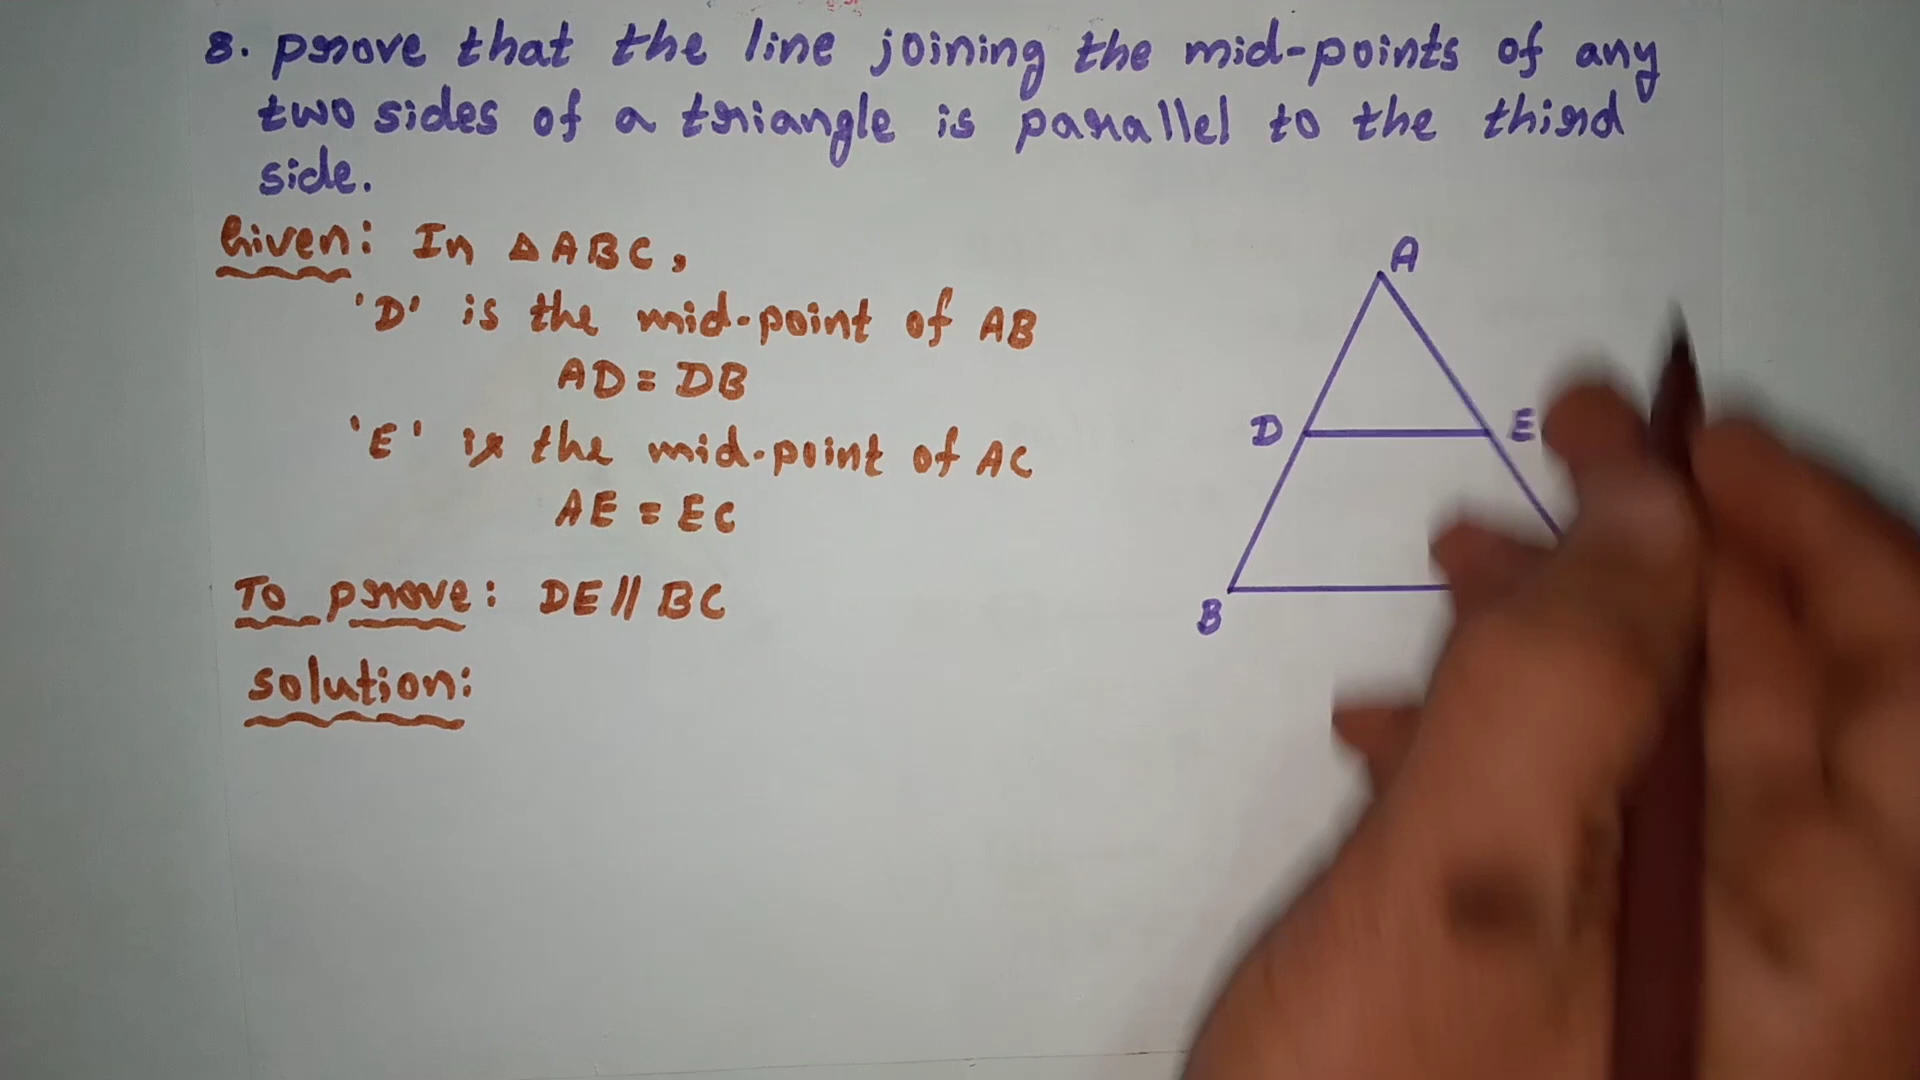 8. prove that the line joining the mid-points of any
two sides of a triangle is parallel to the third
side.
Given: In △ABC,
'D' is the mid-point of AB
AD = DB
'E' is the mid-point of AC
AE = EC
To prove: DE // BC
solution:
A
D
E
B